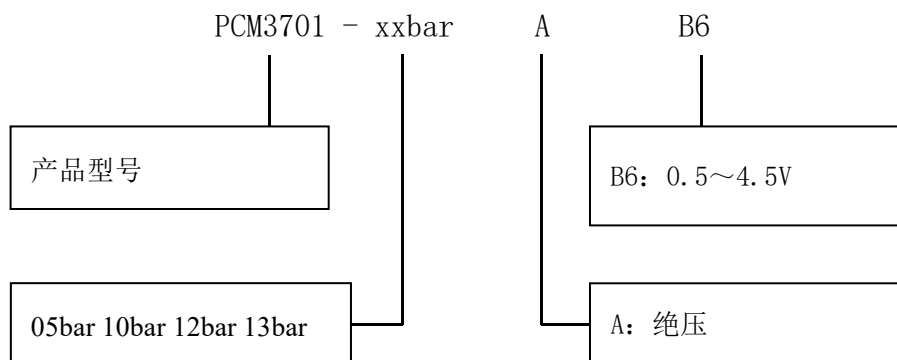 PCM3701 - xxbar A B6
产品型号
B6: 0.5～4.5V
05bar 10bar 12bar 13bar
A: 绝压